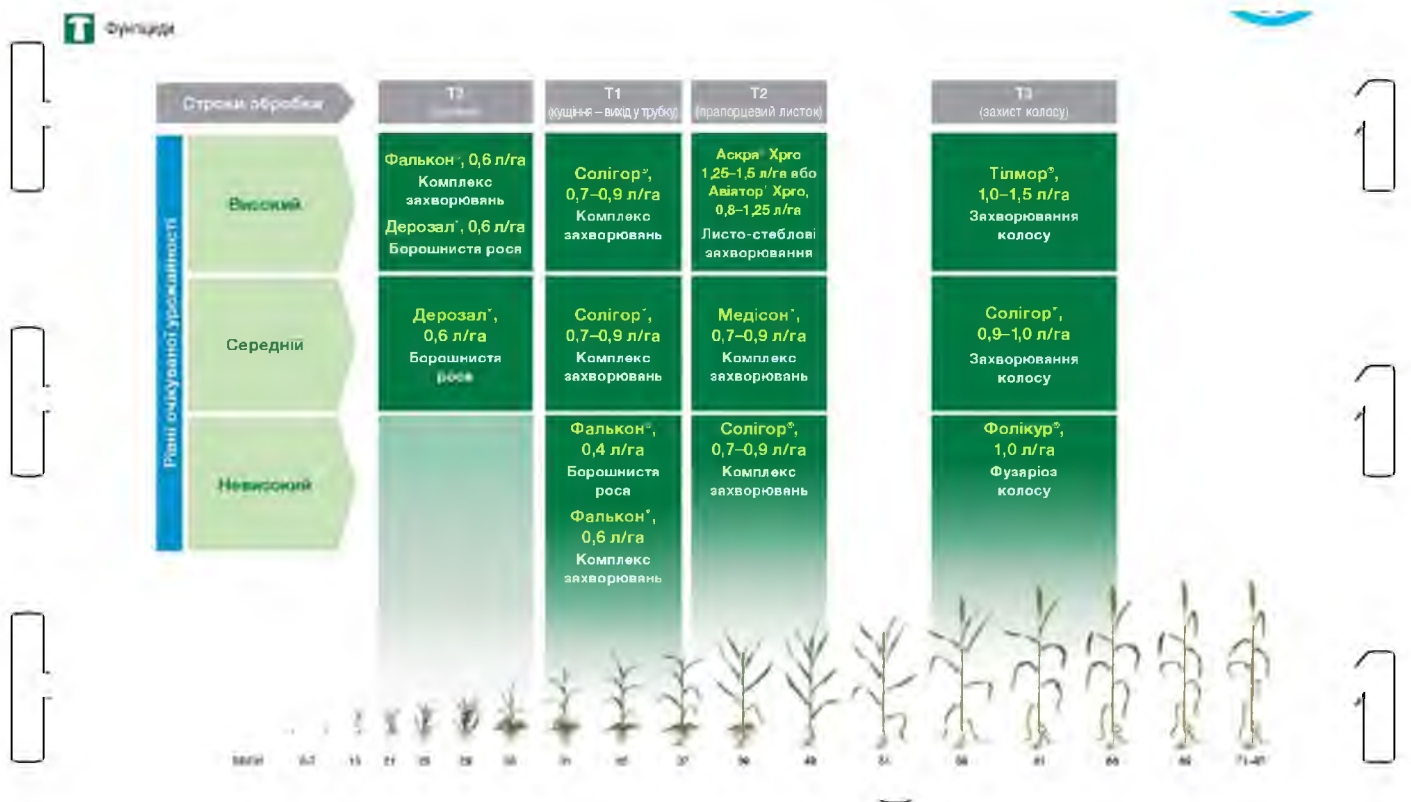 Фунгіциди
Строки обробки
Т1
(кущіння – вихід у трубку)
Т2
(прапорцевий листок)
Т3
(захист колосу)
Рівні очікуваної урожайності
Високий
Фалькон®, 0,6 л/га
Комплекс
захворювань
Дерозал®, 0,6 л/га
Борошниста роса
Солігор®,
0,7–0,9 л/га
Комплекс
захворювань
Аскра® Хрго
1,25–1,5 л/га або
Авіатор® Хрго,
0,8–1,25 л/га
Листо-стеблові
захворювання
Тілмор®,
1,0–1,5 л/га
Захворювання
колосу
Середній
Дерозал®,
0,6 л/га
Борошниста
роса
Солігор®,
0,7–0,9 л/га
Комплекс
захворювань
Медісон®,
0,7–0,9 л/га
Комплекс
захворювань
Солігор®,
0,9–1,0 л/га
Захворювання
колосу
Невисокий
Фалькон®,
0,4 л/га
Борошниста
роса
Фалькон®,
0,6 л/га
Комплекс
захворювань
Солігор®,
0,7–0,9 л/га
Комплекс
захворювань
Фолікур®,
1,0 л/га
Фузаріоз
колосу